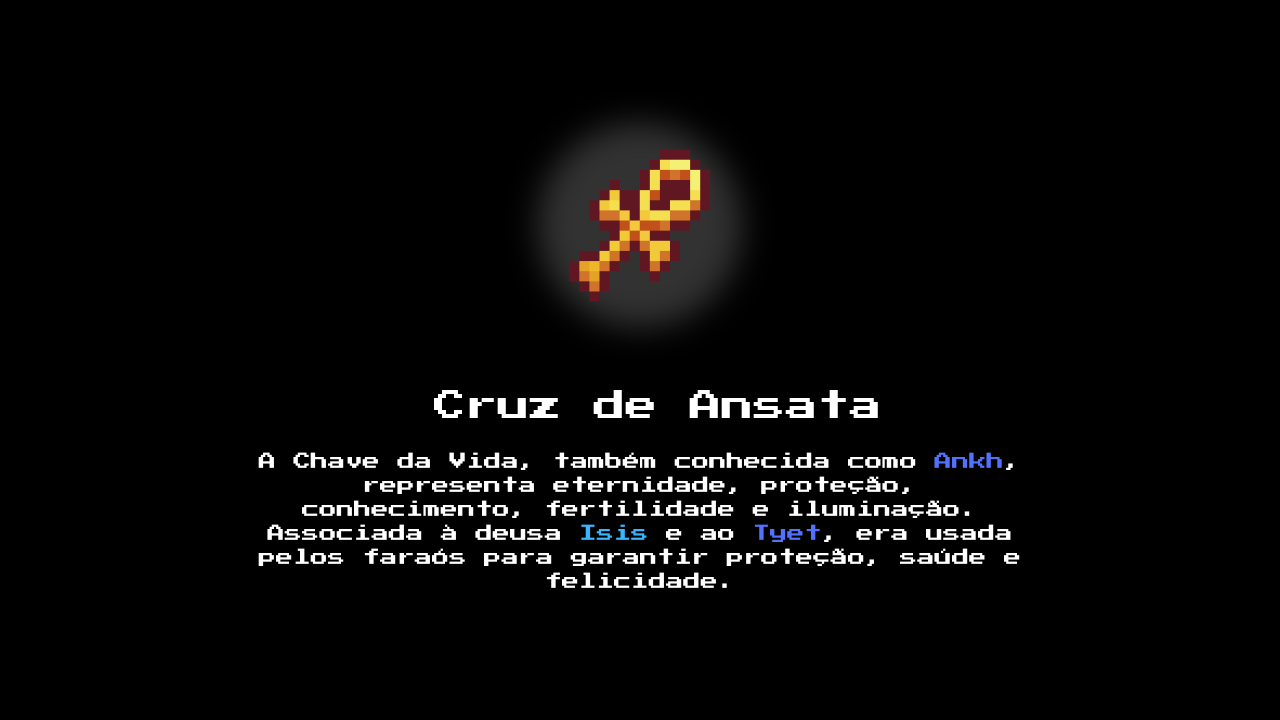 Cruz de Ansata
A Chave da Vida, também conhecida como Ankh,
representa eternidade, proteção,
conhecimento, fertilidade e iluminação.
Associada à deusa Isis e ao Tyet, era usada
pelos faraós para garantir proteção, saúde e
felicidade.